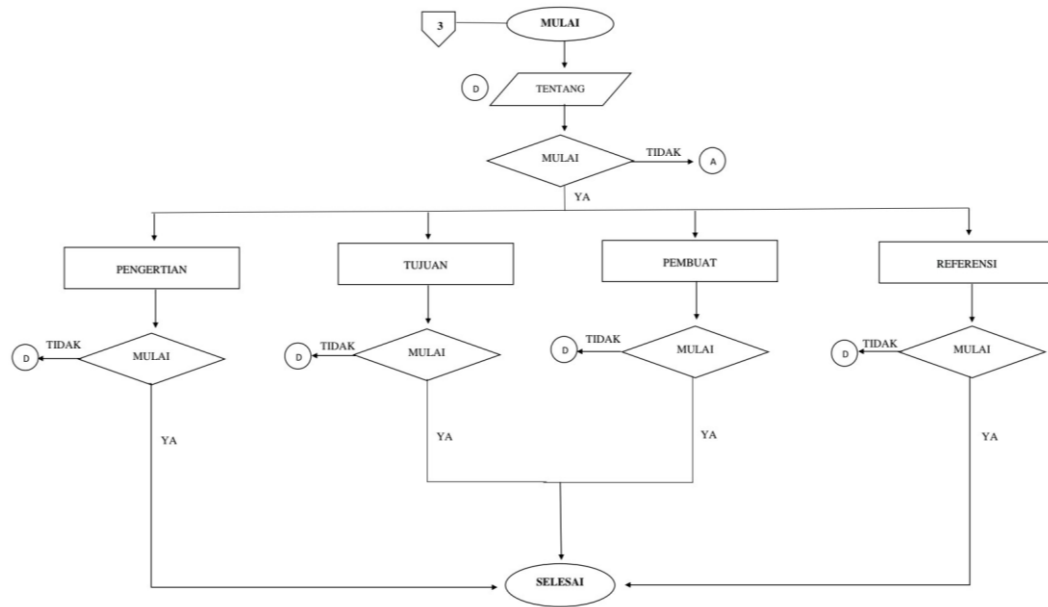 3
MULAI
D
TENTANG
MULAI
TIDAK
A
YA
PENGERTIAN
TUJUAN
PEMBUAT
REFERENSI
D
TIDAK
MULAI
D
TIDAK
MULAI
D
TIDAK
MULAI
D
TIDAK
MULAI
YA
YA
YA
YA
SELESAI